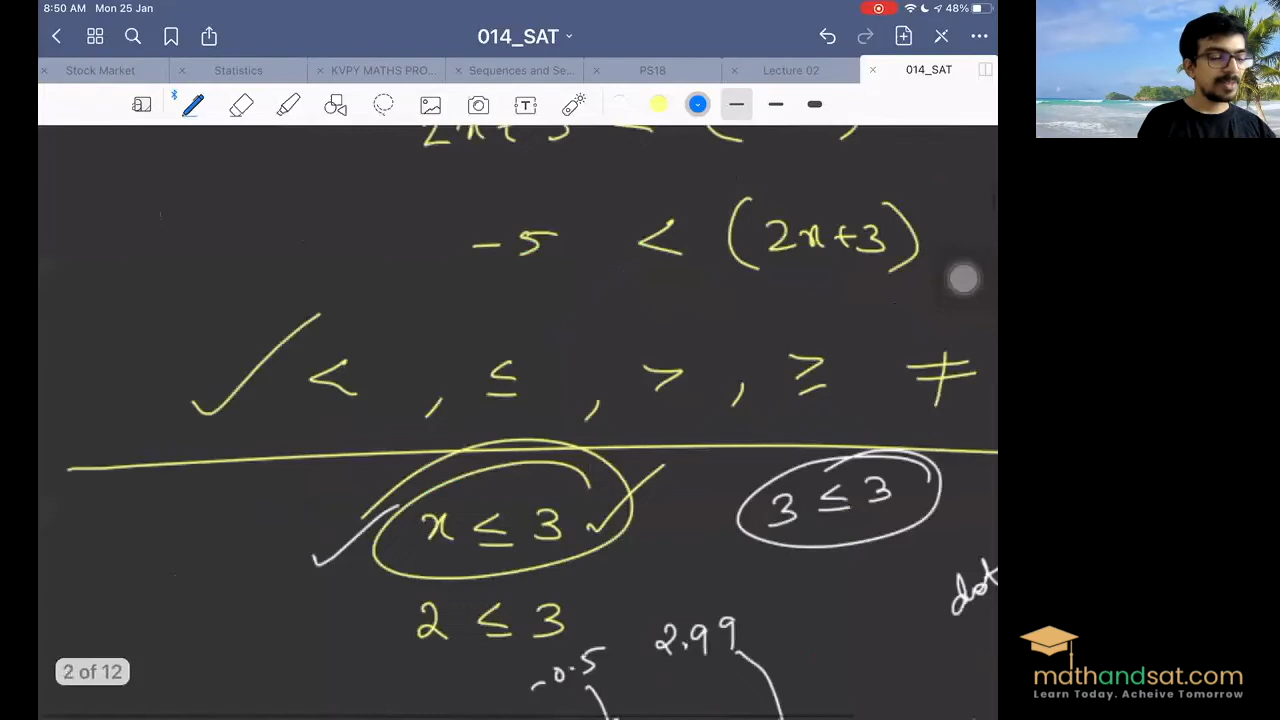 8:50 AM Mon 25 Jan
48%
014_SAT
Stock Market
Statistics
KVPY MATHS PRO...
Sequences and Se...
PS18
Lecture 02
014_SAT
-5 < (2x+3)
< , ≤ , > , ≥ ≠
x ≤ 3
3 ≤ 3
dot
2 ≤ 3
2.99
-0.5
2 of 12
mathandsat.com
Learn Today. Acheive Tomorrow